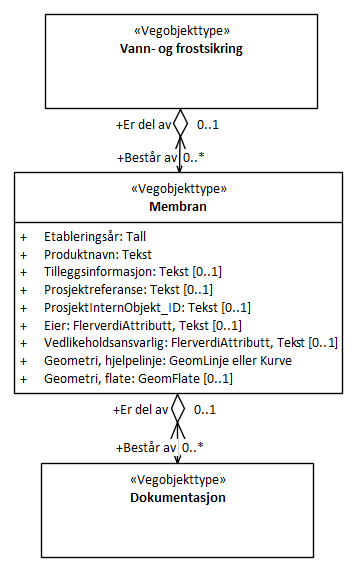 «Vegobjekttype»
Vann- og frostsikring
+Er del av 0..1
+Består av 0..*
«Vegobjekttype»
Membran
+ Etableringsår: Tall
+ Produktnavn: Tekst
+ Tilleggsinformasjon: Tekst [0..1]
+ Prosjektreferanse: Tekst [0..1]
+ ProsjektInternObjekt_ID: Tekst [0..1]
+ Eier: FlerverdiAttributt, Tekst [0..1]
+ Vedlikeholdsansvarlig: FlerverdiAttributt, Tekst [0..1]
+ Geometri, hjelpelinje: GeomLinje eller Kurve
+ Geometri, flate: GeomFlate [0..1]
+Er del av 0..1
+Består av 0..*
«Vegobjekttype»
Dokumentasjon